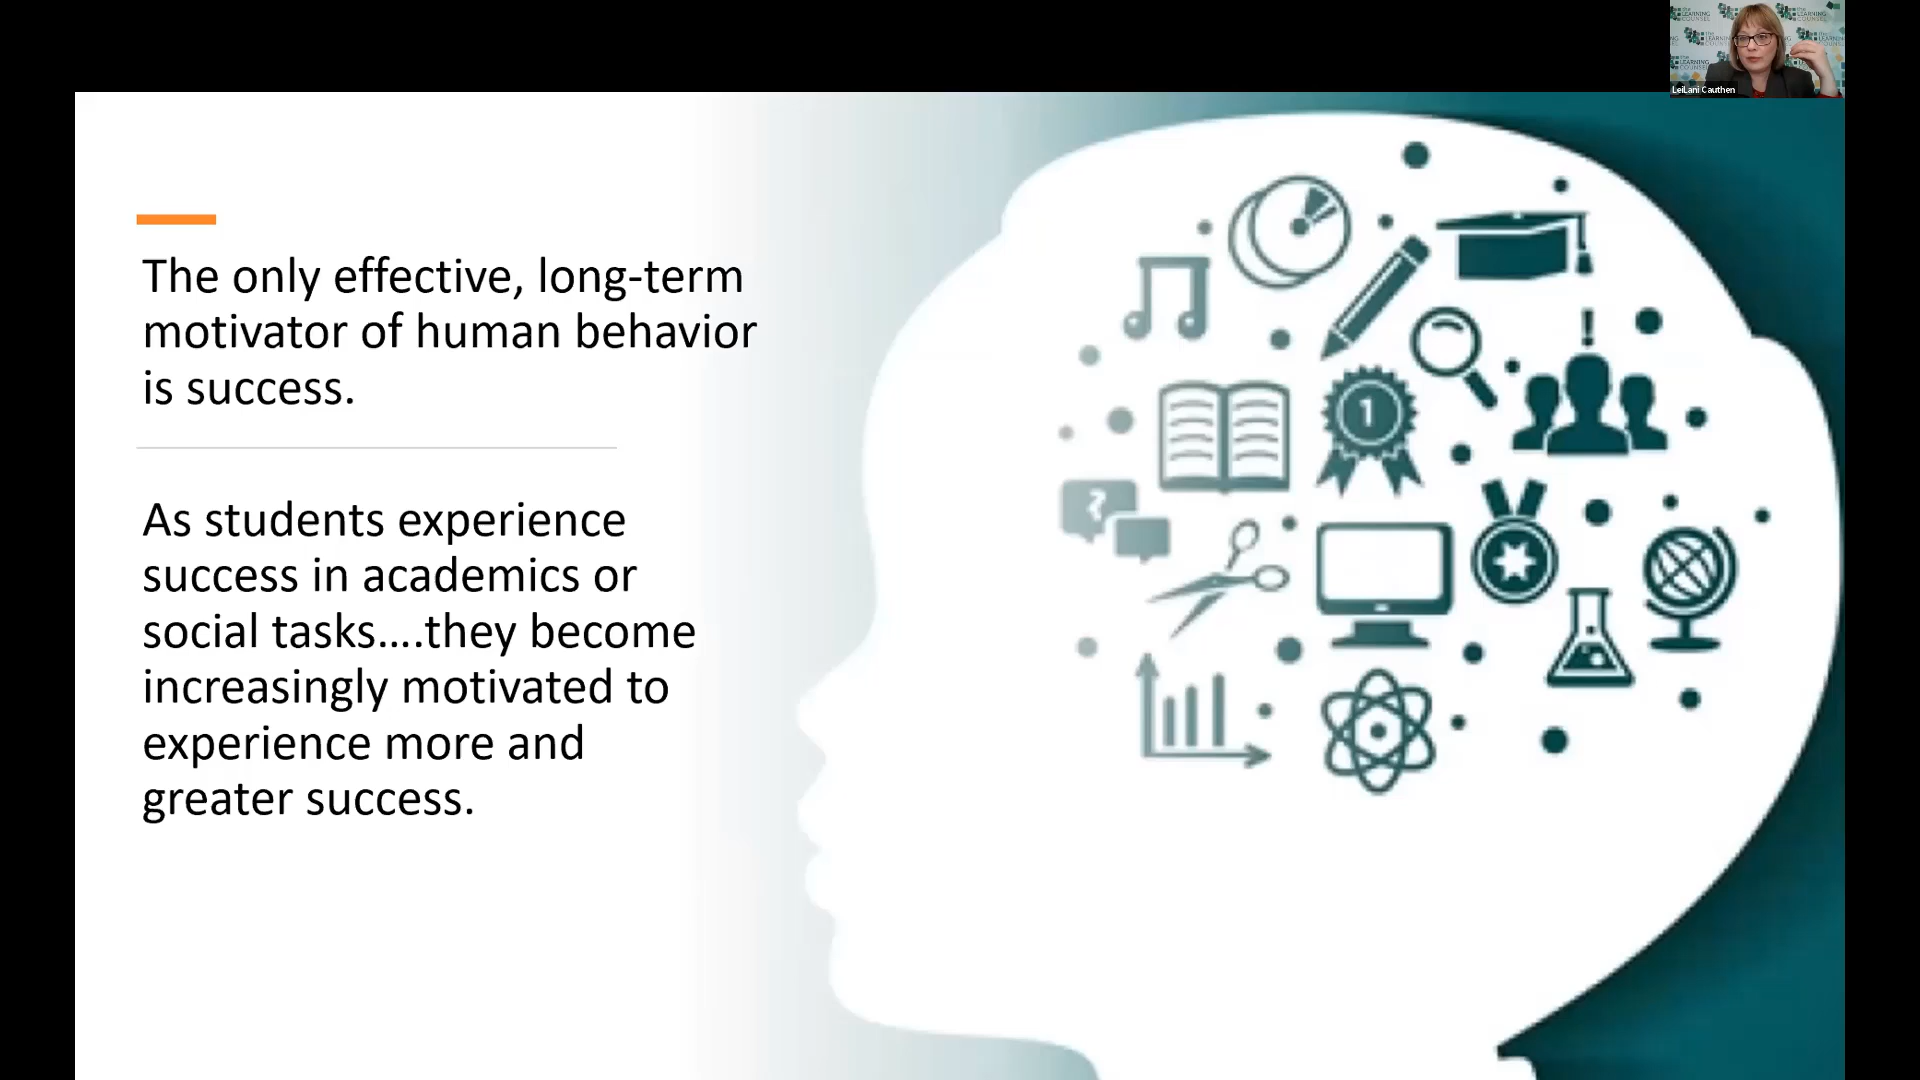 The only effective, long-term
motivator of human behavior
is success.
As students experience
success in academics or
social tasks....they become
increasingly motivated to
experience more and
greater success.
?
1
!
LeiLani Cauthen